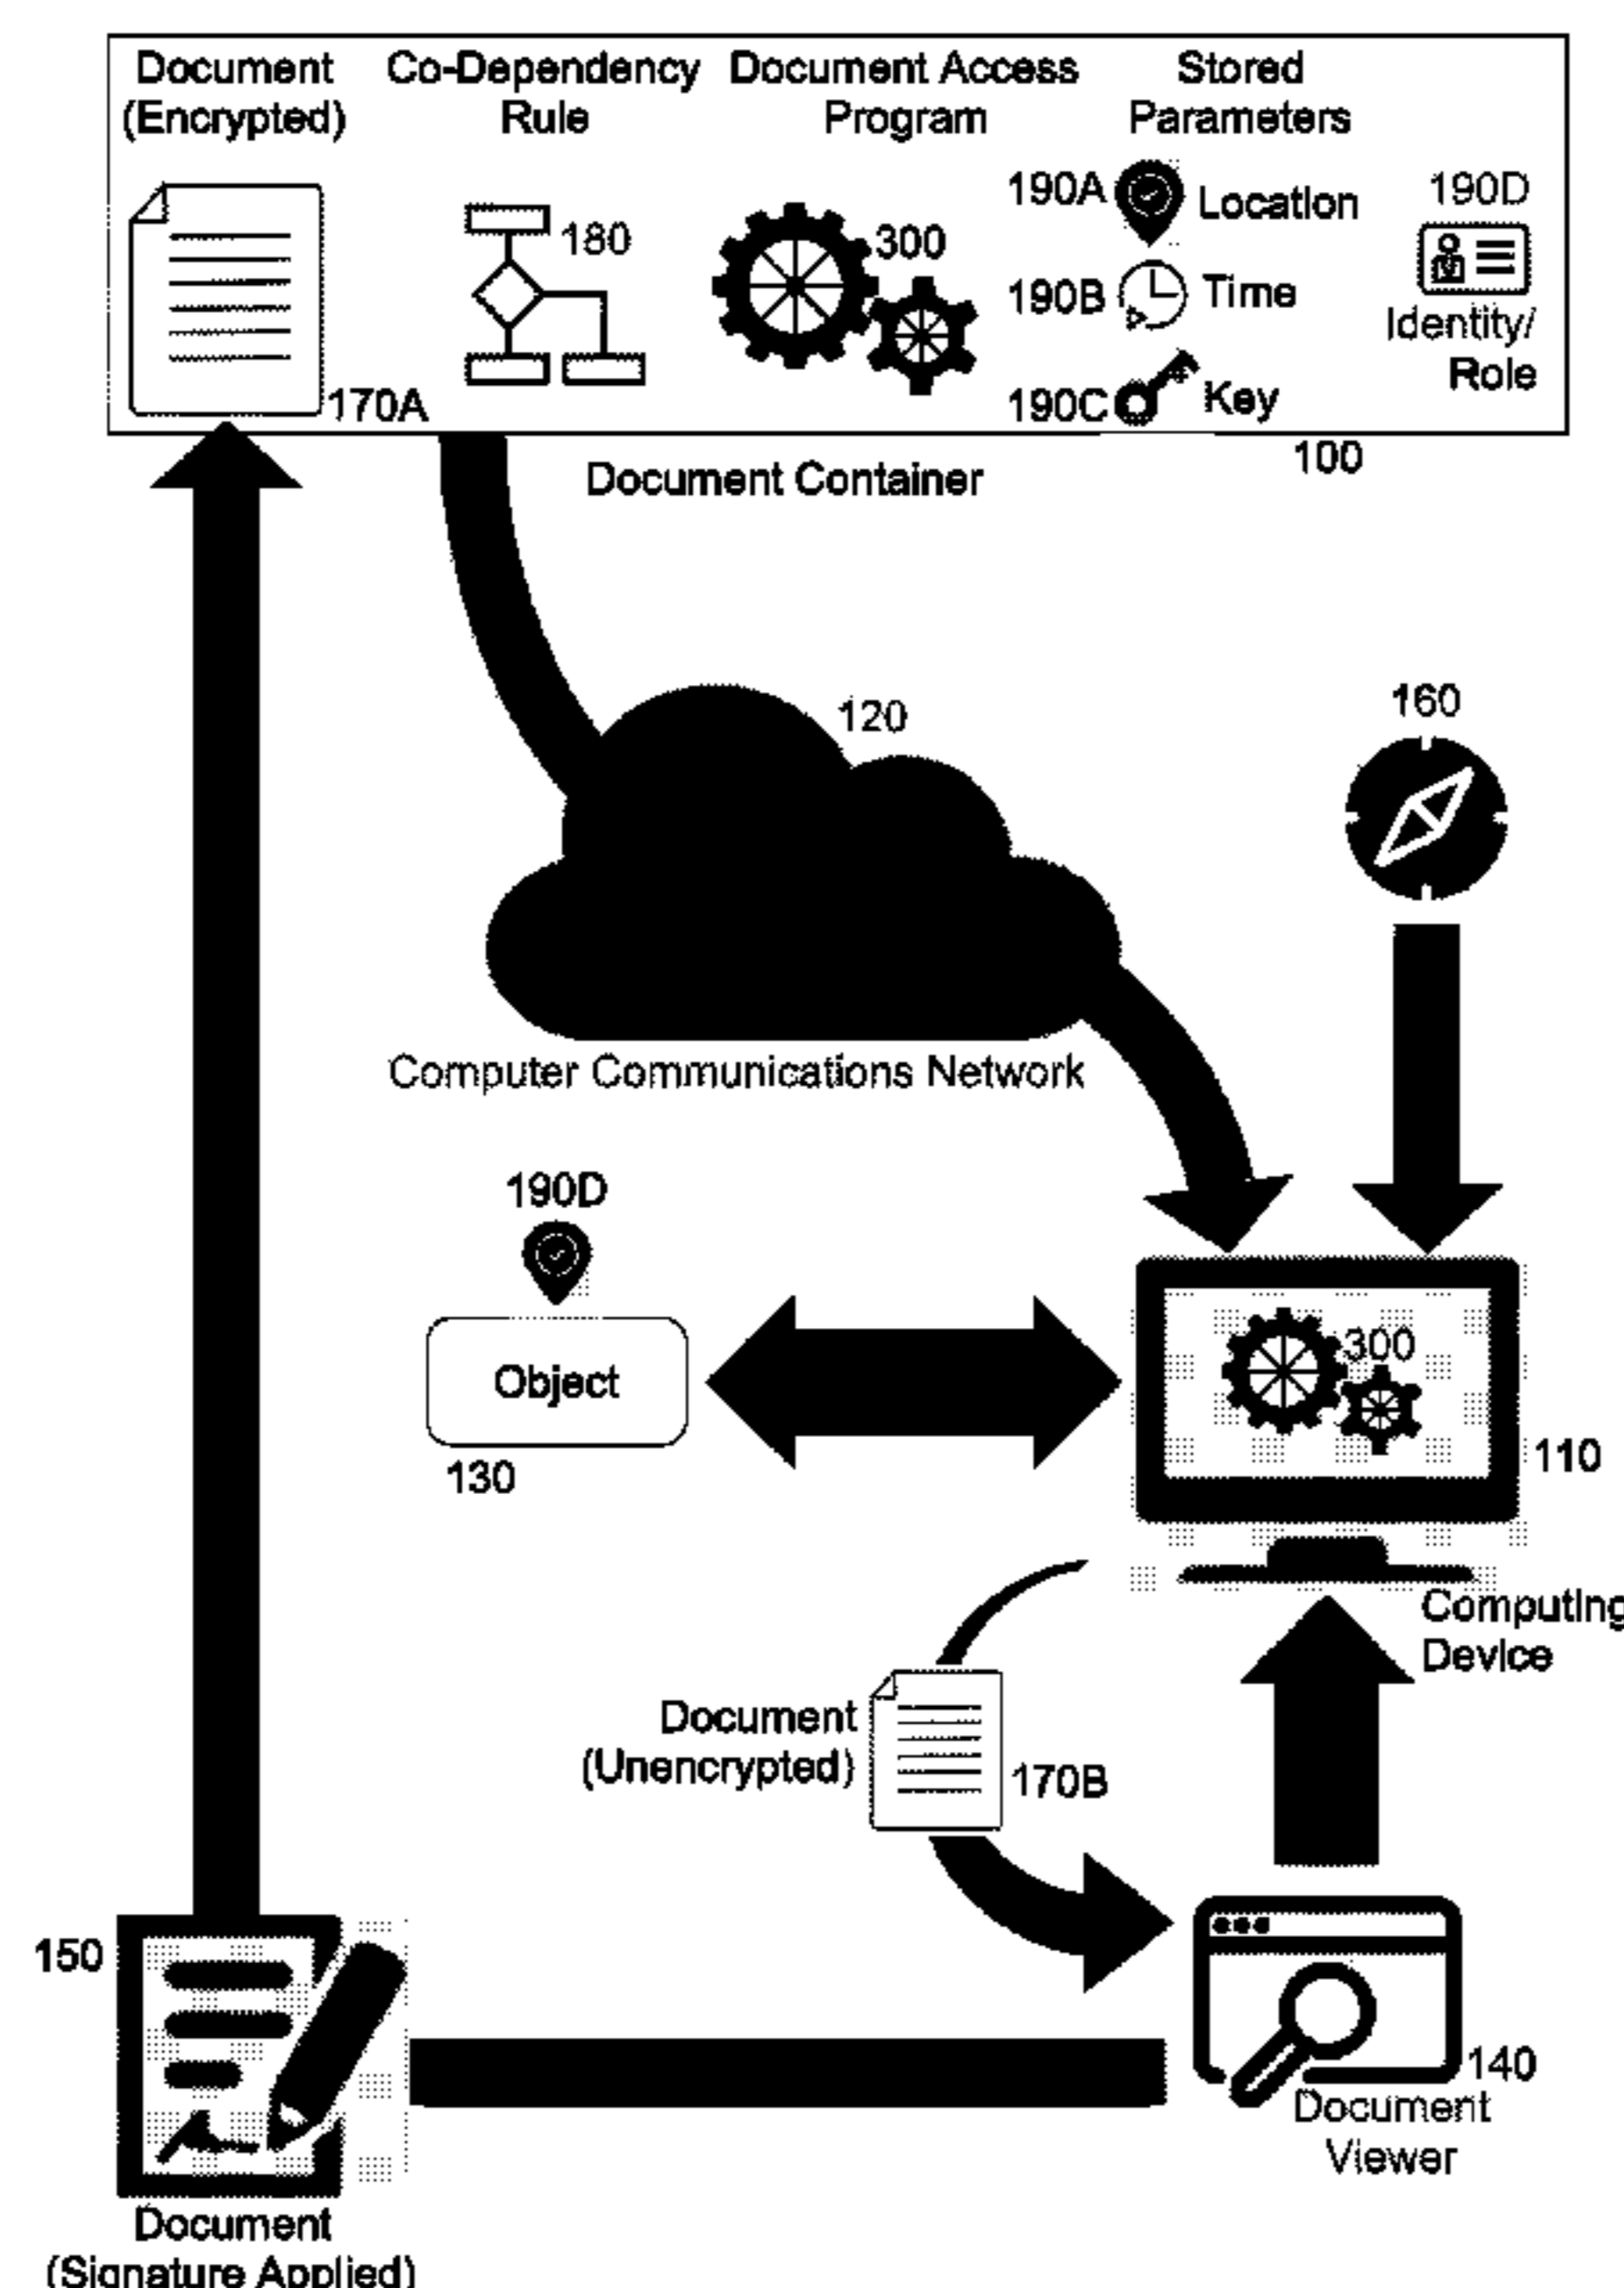 Document Co-Dependency Document Access Stored
(Encrypted) Rule Program Parameters
190A Location 190D
180 300
190B Time Identity/
Role
170A 190C Key
Document Container 100
120 160
Computer Communications Network
190D
300
Object
130 110
Computing
Device
Document
(Unencrypted) 170B
150
140
Document
Viewer
Document
(Signature Applied)